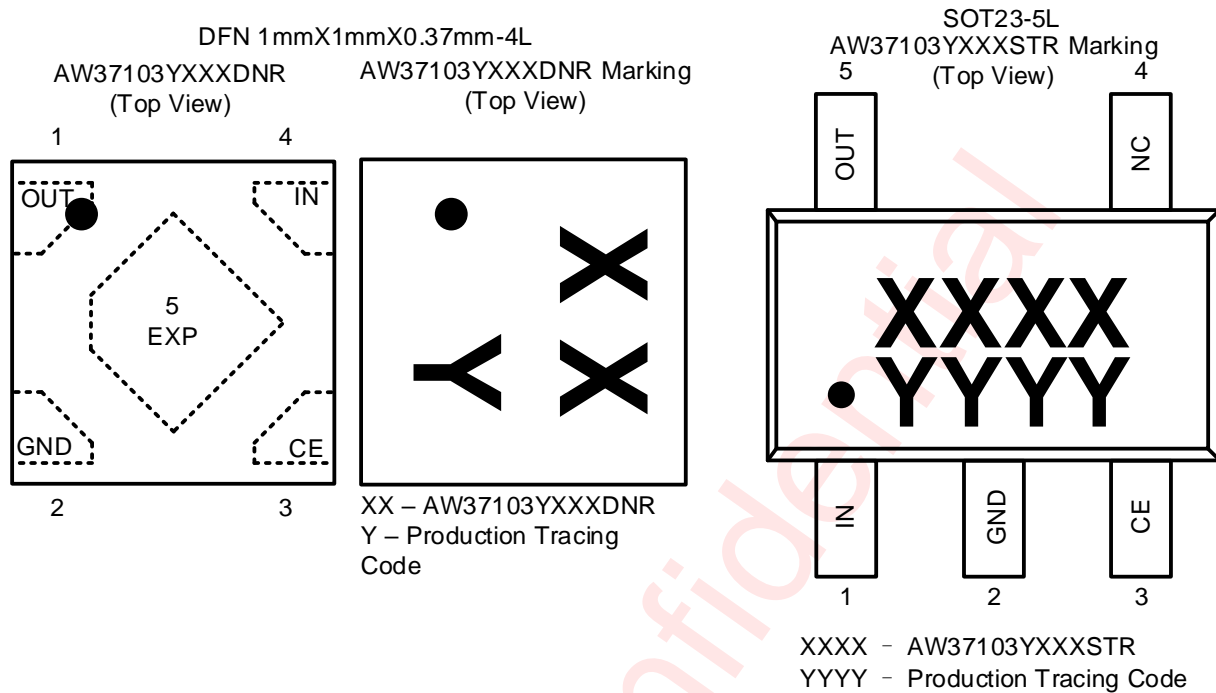 DFN 1mmX1mmX0.37mm-4L
AW37103YXXXDNR
(Top View)
1
4
OUT
IN
5
EXP
GND
CE
2
3
AW37103YXXXDNR Marking
(Top View)
X
Y
X
XX – AW37103YXXXDNR
Y – Production Tracing
Code
SOT23-5L
AW37103YXXXSTR Marking
(Top View)
5
4
OUT
NC
XXXX
YYYY
IN
GND
CE
1
2
3
XXXX - AW37103YXXXSTR
YYYY - Production Tracing Code
nfidential